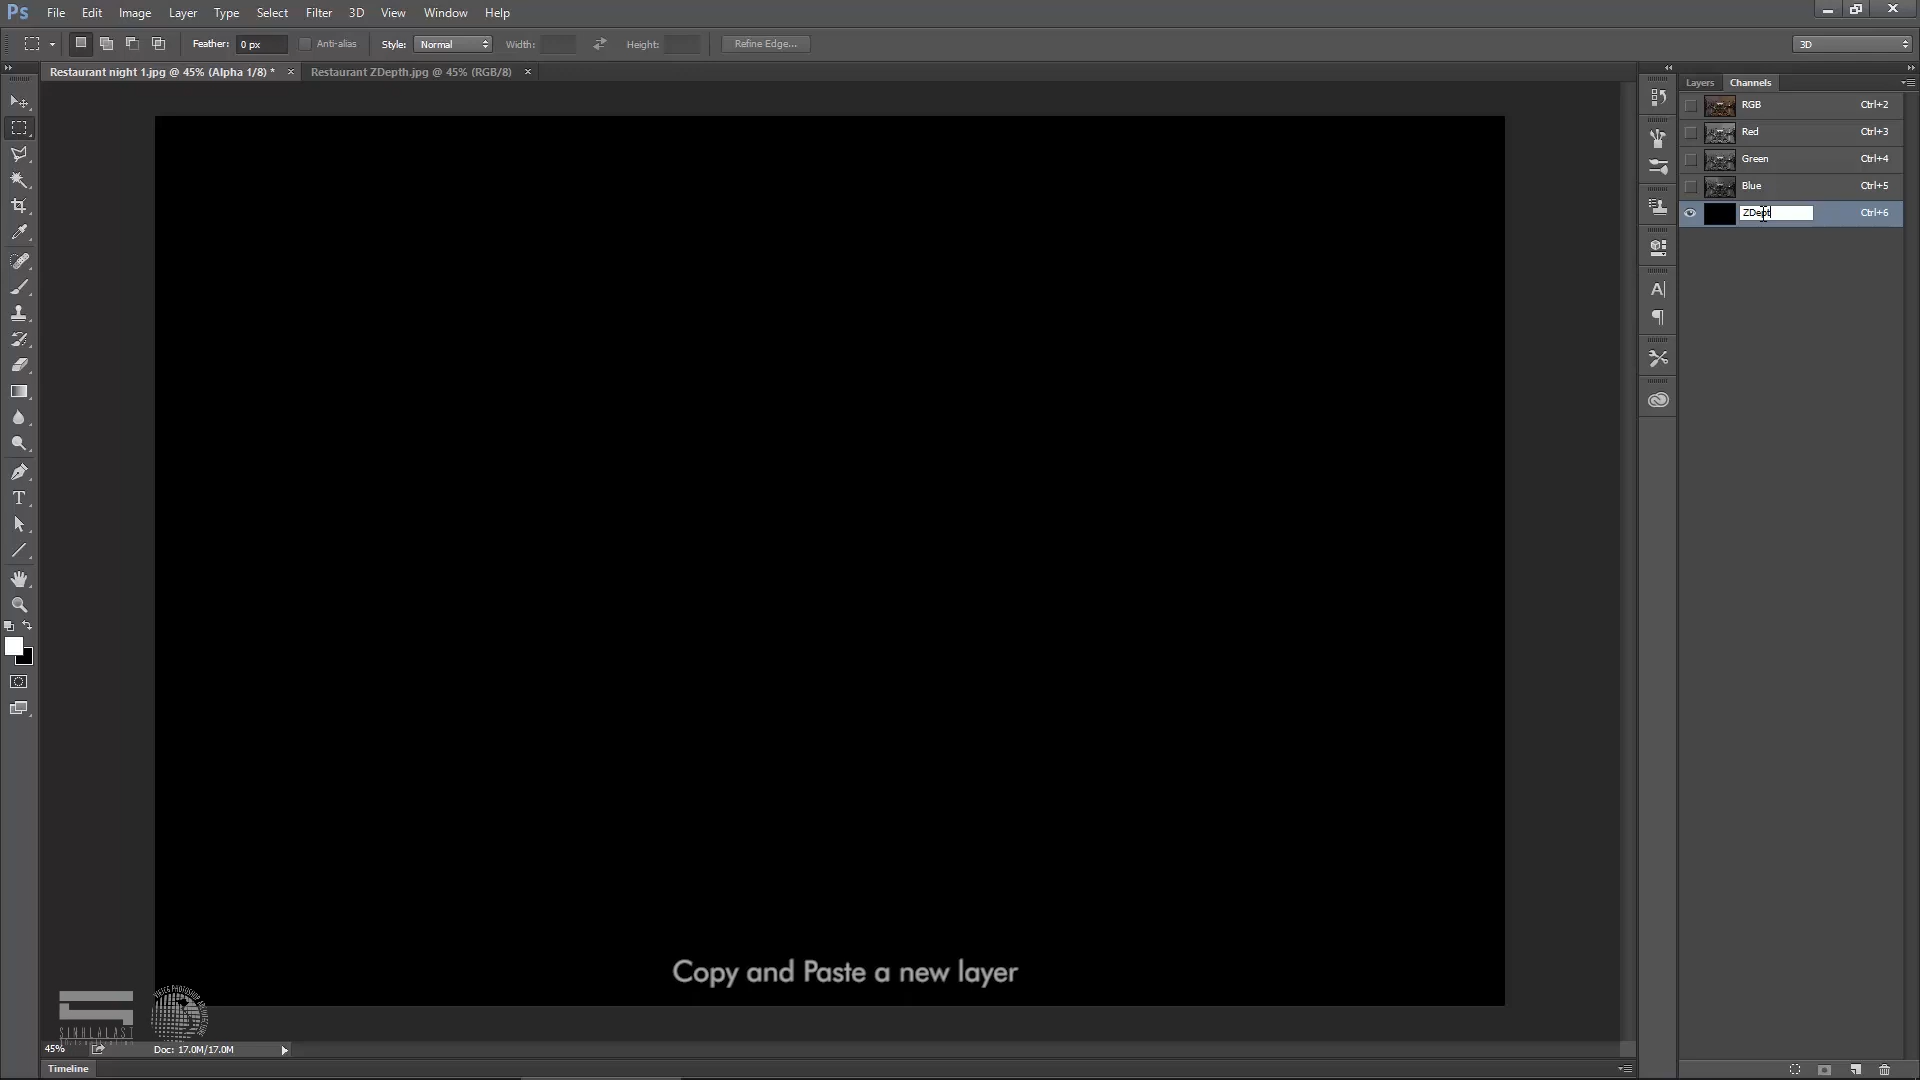 Ps File Edit Image Layer Type Select Filter 3D View Window Help
Feather: 0 px Anti-alias Style: Normal Width: Height: Refine Edge... 3D
Restaurant night 1.jpg @ 45% (Alpha 1/8) * × Restaurant ZDepth.jpg @ 45% (RGB/8) ×
Layers Channels
RGB Ctrl+2
Red Ctrl+3
Green Ctrl+4
Blue Ctrl+5
ZDept Ctrl+6
Copy and Paste a new layer
SINHLALAST
45% Doc: 17.0M/17.0M
Timeline